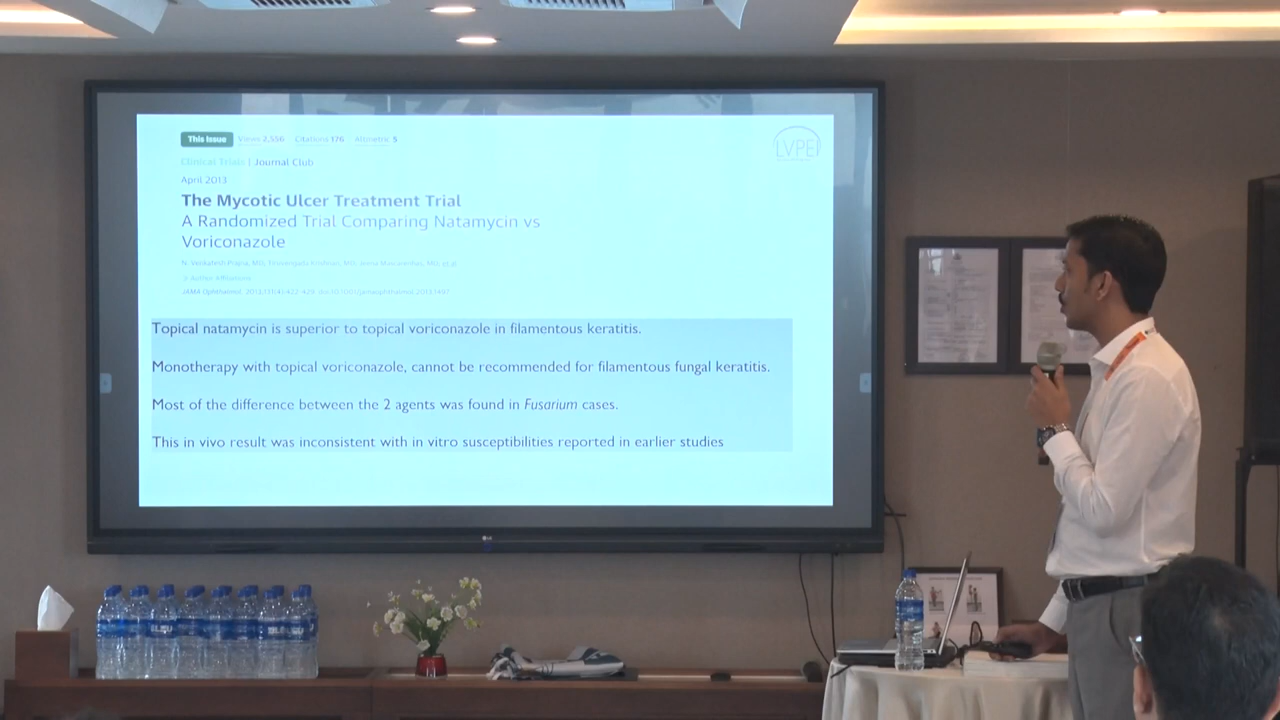 This Issue Views 2,556 Citations 176 Altmetric 5
LVPEI
Clinical Trials | Journal Club
April 2013
The Mycotic Ulcer Treatment Trial
A Randomized Trial Comparing Natamycin vs
Voriconazole
Author Affiliations
Topical natamycin is superior to topical voriconazole in filamentous keratitis.
Monotherapy with topical voriconazole, cannot be recommended for filamentous fungal keratitis.
Most of the difference between the 2 agents was found in Fusarium cases.
This in vivo result was inconsistent with in vitro susceptibilities reported in earlier studies
LG